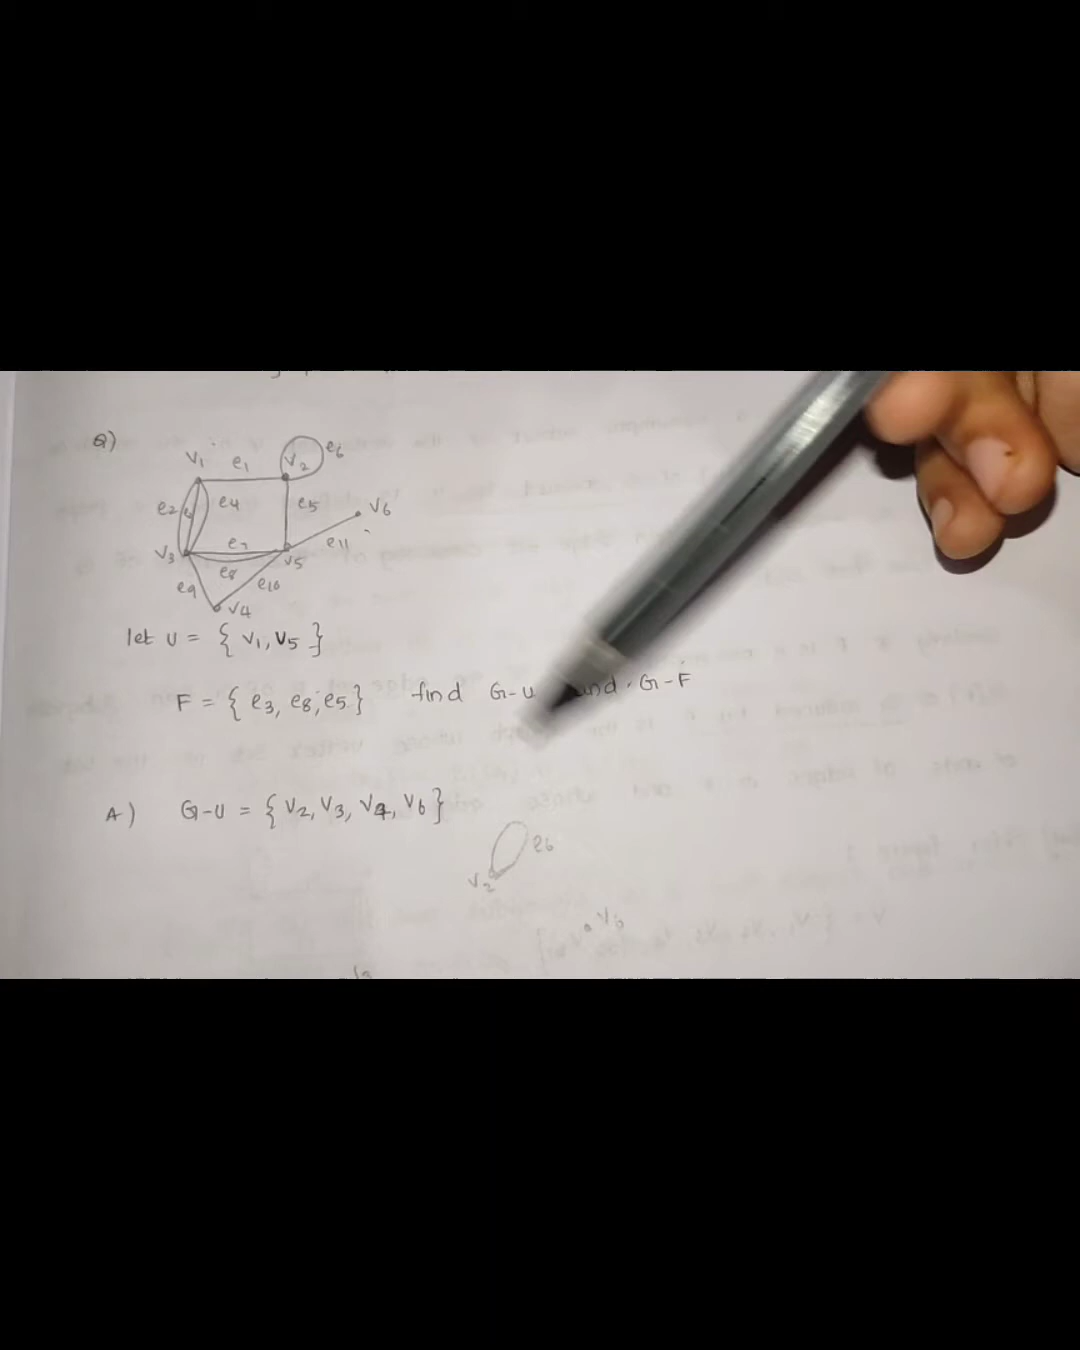 Q)
V1 e1 V2 e6
e2 e4 e5 V6
V3 e7 V5 e11
e9 e8 e10
V4
let U = { V1, V5 }
F = { e3, e8, e5 } find G-U and G-F
A) G-U = { V2, V3, V4, V6 }
e6
V2
V6